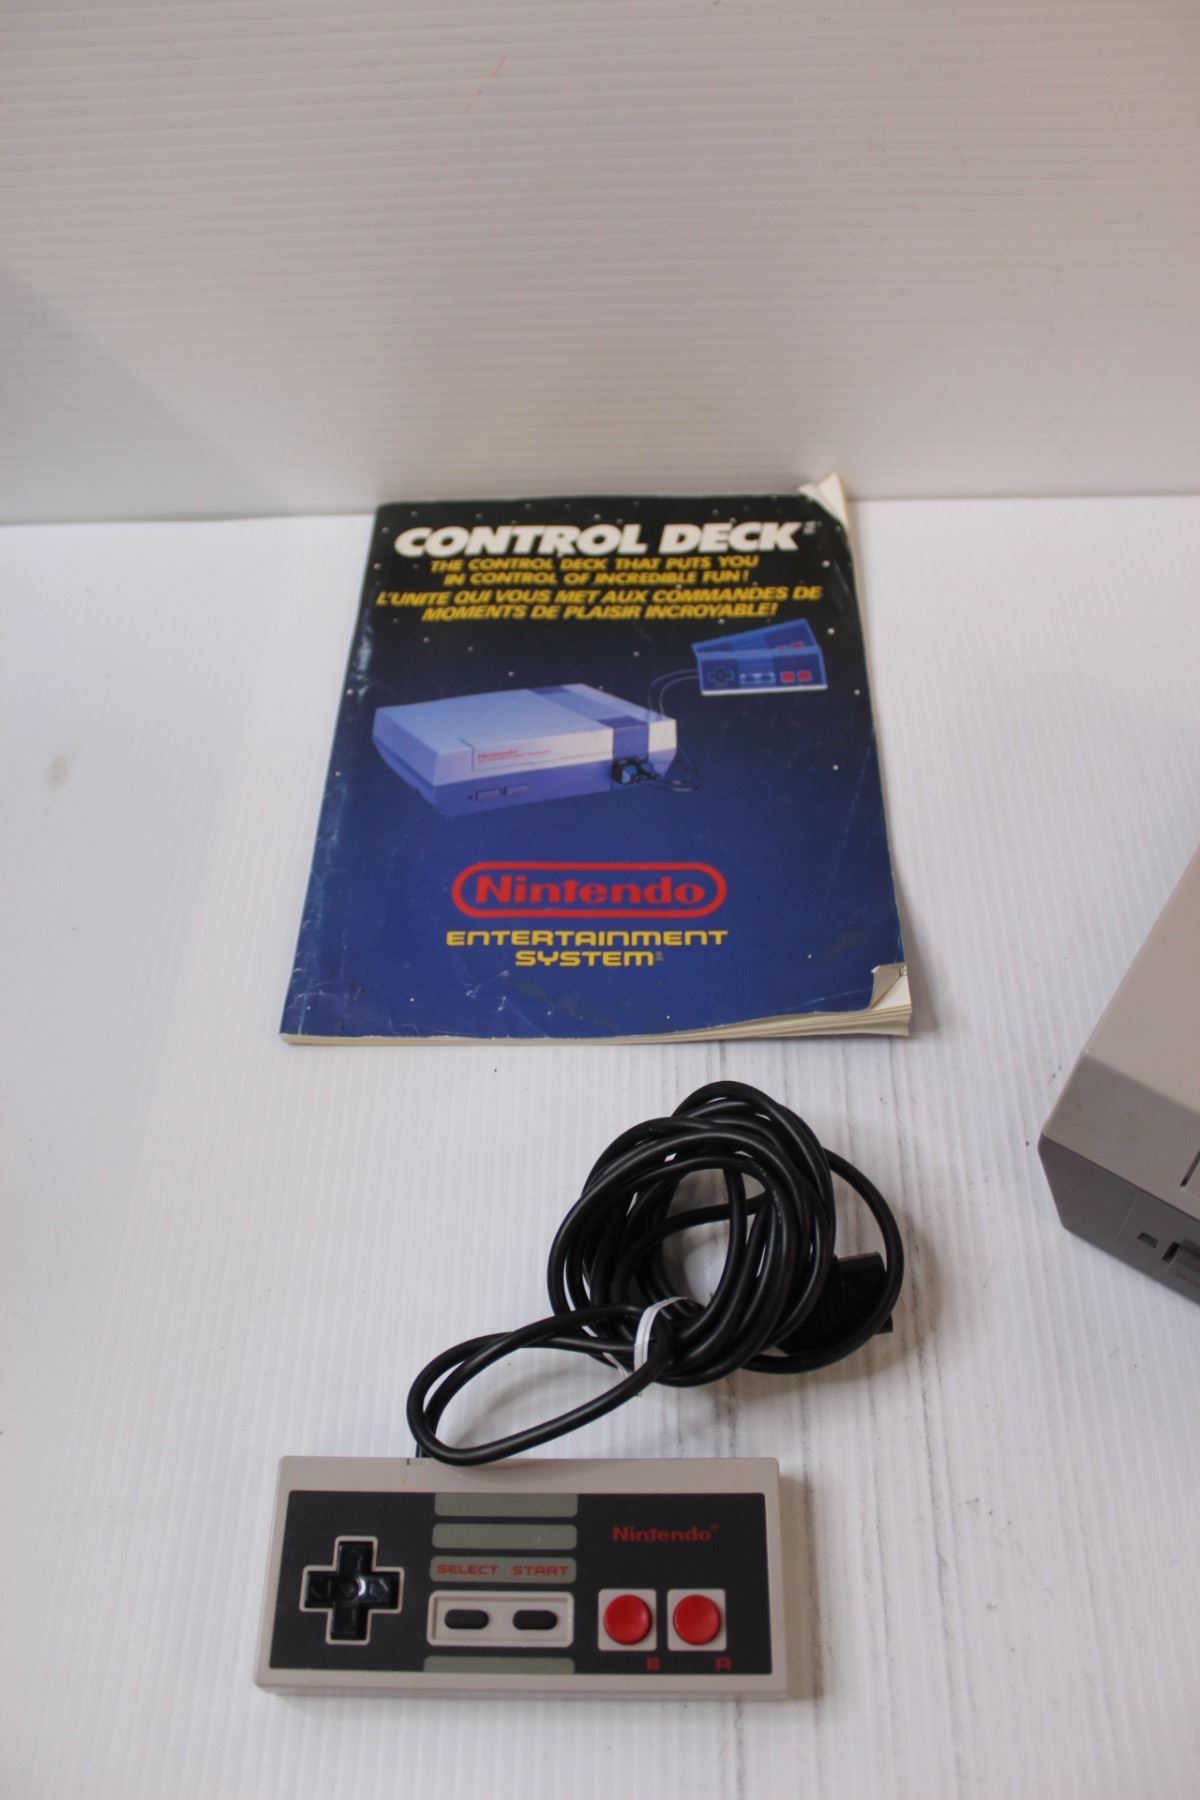 CONTROL DECK
THE CONTROL DECK THAT PUTS YOU
IN CONTROL OF INCREDIBLE FUN!
L'UNITE QUI VOUS MET AUX COMMANDES DE
MOMENTS DE PLAISIR INCROYABLE!
Nintendo
Nintendo
ENTERTAINMENT
SYSTEM®
Nintendo®
SELECT START
B A